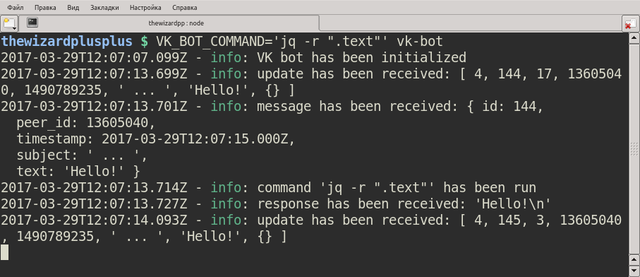 Файл Правка Вид Закладки Настройка Справка
thewizardpp : node
thewizardplusplus $ VK_BOT_COMMAND='jq -r ".text"' vk-bot
2017-03-29T12:07:07.099Z - info: VK bot has been initialized
2017-03-29T12:07:13.699Z - info: update has been received: [ 4, 144, 17, 1360504
0, 1490789235, ' ... ', 'Hello!', {} ]
2017-03-29T12:07:13.701Z - info: message has been received: { id: 144,
  peer_id: 13605040,
  timestamp: 2017-03-29T12:07:15.000Z,
  subject: ' ... ',
  text: 'Hello!' }
2017-03-29T12:07:13.714Z - info: command 'jq -r ".text"' has been run
2017-03-29T12:07:13.727Z - info: response has been received: 'Hello!\n'
2017-03-29T12:07:14.093Z - info: update has been received: [ 4, 145, 3, 13605040
, 1490789235, ' ... ', 'Hello!', {} ]